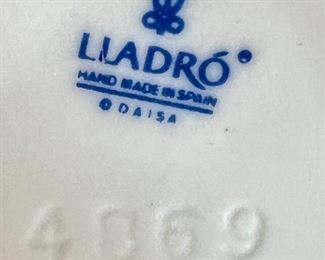 LLADRÓ
HAND MADE IN SPAIN
© DAISA
4869